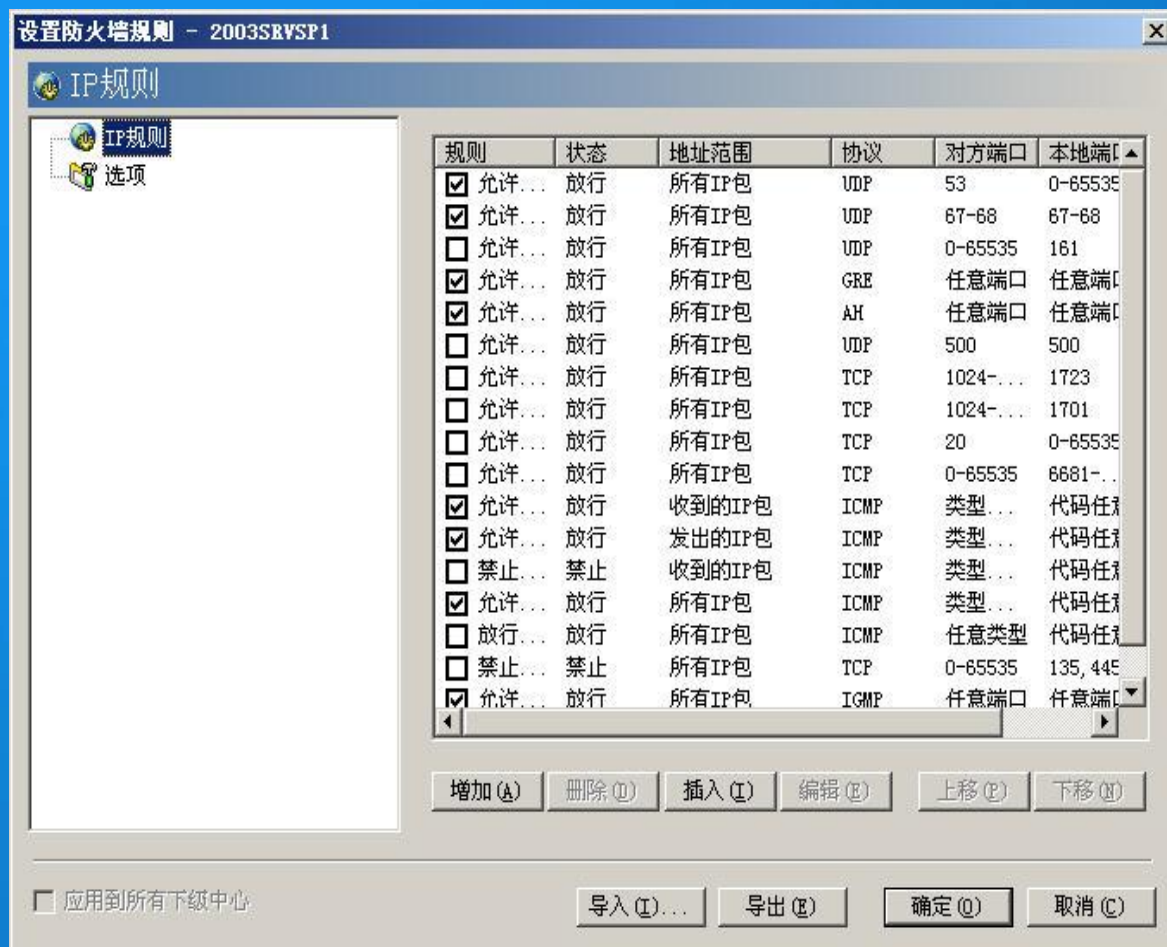 设置防火墙规则 - 2003SRVSP1
IP规则
IP规则
选项
规则 状态 地址范围 协议 对方端口 本地端
允许... 放行 所有IP包 UDP 53 0-65535
允许... 放行 所有IP包 UDP 67-68 67-68
允许... 放行 所有IP包 UDP 0-65535 161
允许... 放行 所有IP包 GRE 任意端口 任意端
允许... 放行 所有IP包 AH 任意端口 任意端
允许... 放行 所有IP包 UDP 500 500
允许... 放行 所有IP包 TCP 1024-... 1723
允许... 放行 所有IP包 TCP 1024-... 1701
允许... 放行 所有IP包 TCP 20 0-65535
允许... 放行 所有IP包 TCP 0-65535 6681-..
允许... 放行 收到的IP包 ICMP 类型... 代码任意
允许... 放行 发出的IP包 ICMP 类型... 代码任意
禁止... 禁止 收到的IP包 ICMP 类型... 代码任意
允许... 放行 所有IP包 ICMP 类型... 代码任意
放行... 放行 所有IP包 ICMP 任意类型 代码任意
禁止... 禁止 所有IP包 TCP 0-65535 135,445
允许... 放行 所有IP包 IGMP 任意端口 任意端
增加(A) 删除(D) 插入(I) 编辑(E) 上移(P) 下移(N)
应用到所有下级中心
导入(I)... 导出(E) 确定(O) 取消(C)